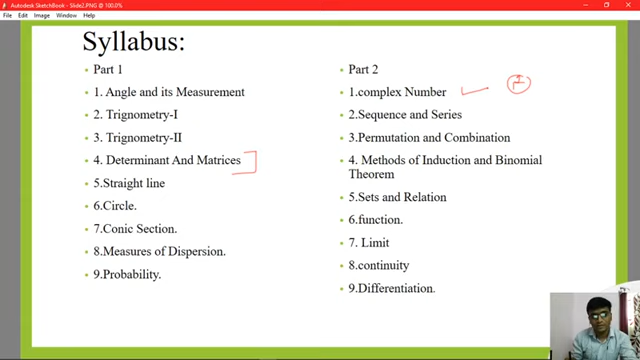 Autodesk SketchBook - Slide2.PNG @ 100.0%
File Edit Image Window Help
Syllabus:
Part 1
1. Angle and its Measurement
2. Trignometry-I
3. Trignometry-II
4. Determinant And Matrices
5.Straight line
6.Circle.
7.Conic Section.
8.Measures of Dispersion.
9.Probability.
Part 2
1.complex Number
2.Sequence and Series
3.Permutation and Combination
4. Methods of Induction and Binomial
Theorem
5.Sets and Relation
6.function.
7. Limit
8.continuity
9.Differentiation.